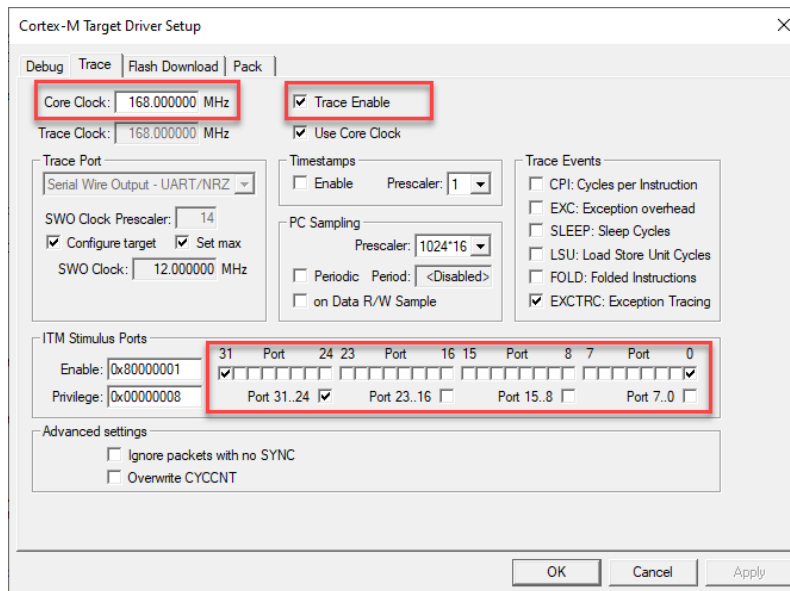 Cortex-M Target Driver Setup
Debug Trace Flash Download Pack
Core Clock: 168.000000 MHz Trace Enable
Trace Clock: 168.000000 MHz Use Core Clock
Trace Port
Serial Wire Output - UART/NRZ
SWO Clock Prescaler: 14
Configure target Set max
SWO Clock: 12.000000 MHz
Timestamps
Enable Prescaler: 1
PC Sampling
Prescaler: 1024*16
Periodic Period: <Disabled>
on Data R/W Sample
Trace Events
CPI: Cycles per Instruction
EXC: Exception overhead
SLEEP: Sleep Cycles
LSU: Load Store Unit Cycles
FOLD: Folded Instructions
EXCTRC: Exception Tracing
ITM Stimulus Ports
31 Port 24 23 Port 16 15 Port 8 7 Port 0
Enable: 0x80000001
Privilege: 0x00000008 Port 31..24 Port 23..16 Port 15..8 Port 7..0
Advanced settings
Ignore packets with no SYNC
Overwrite CYCCNT
OK Cancel Apply